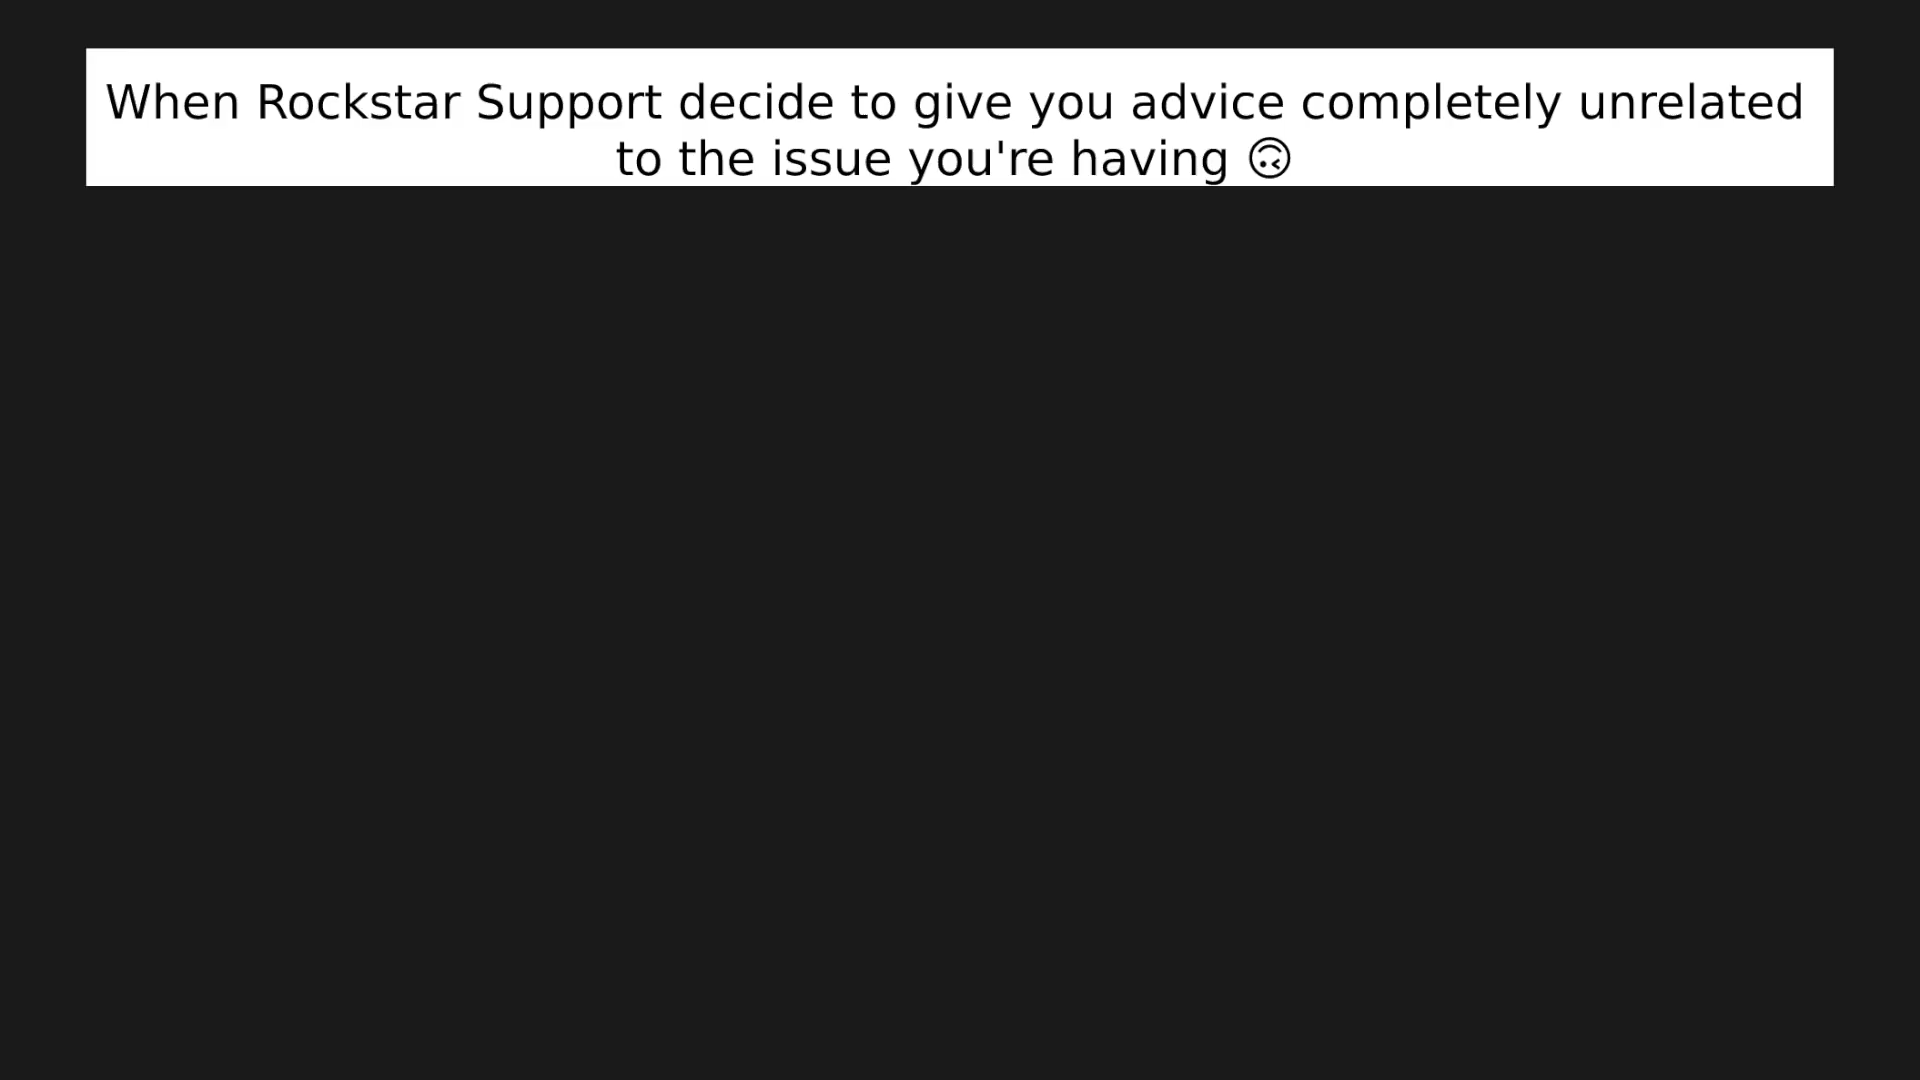 When Rockstar Support decide to give you advice completely unrelated
to the issue you're having 🙃